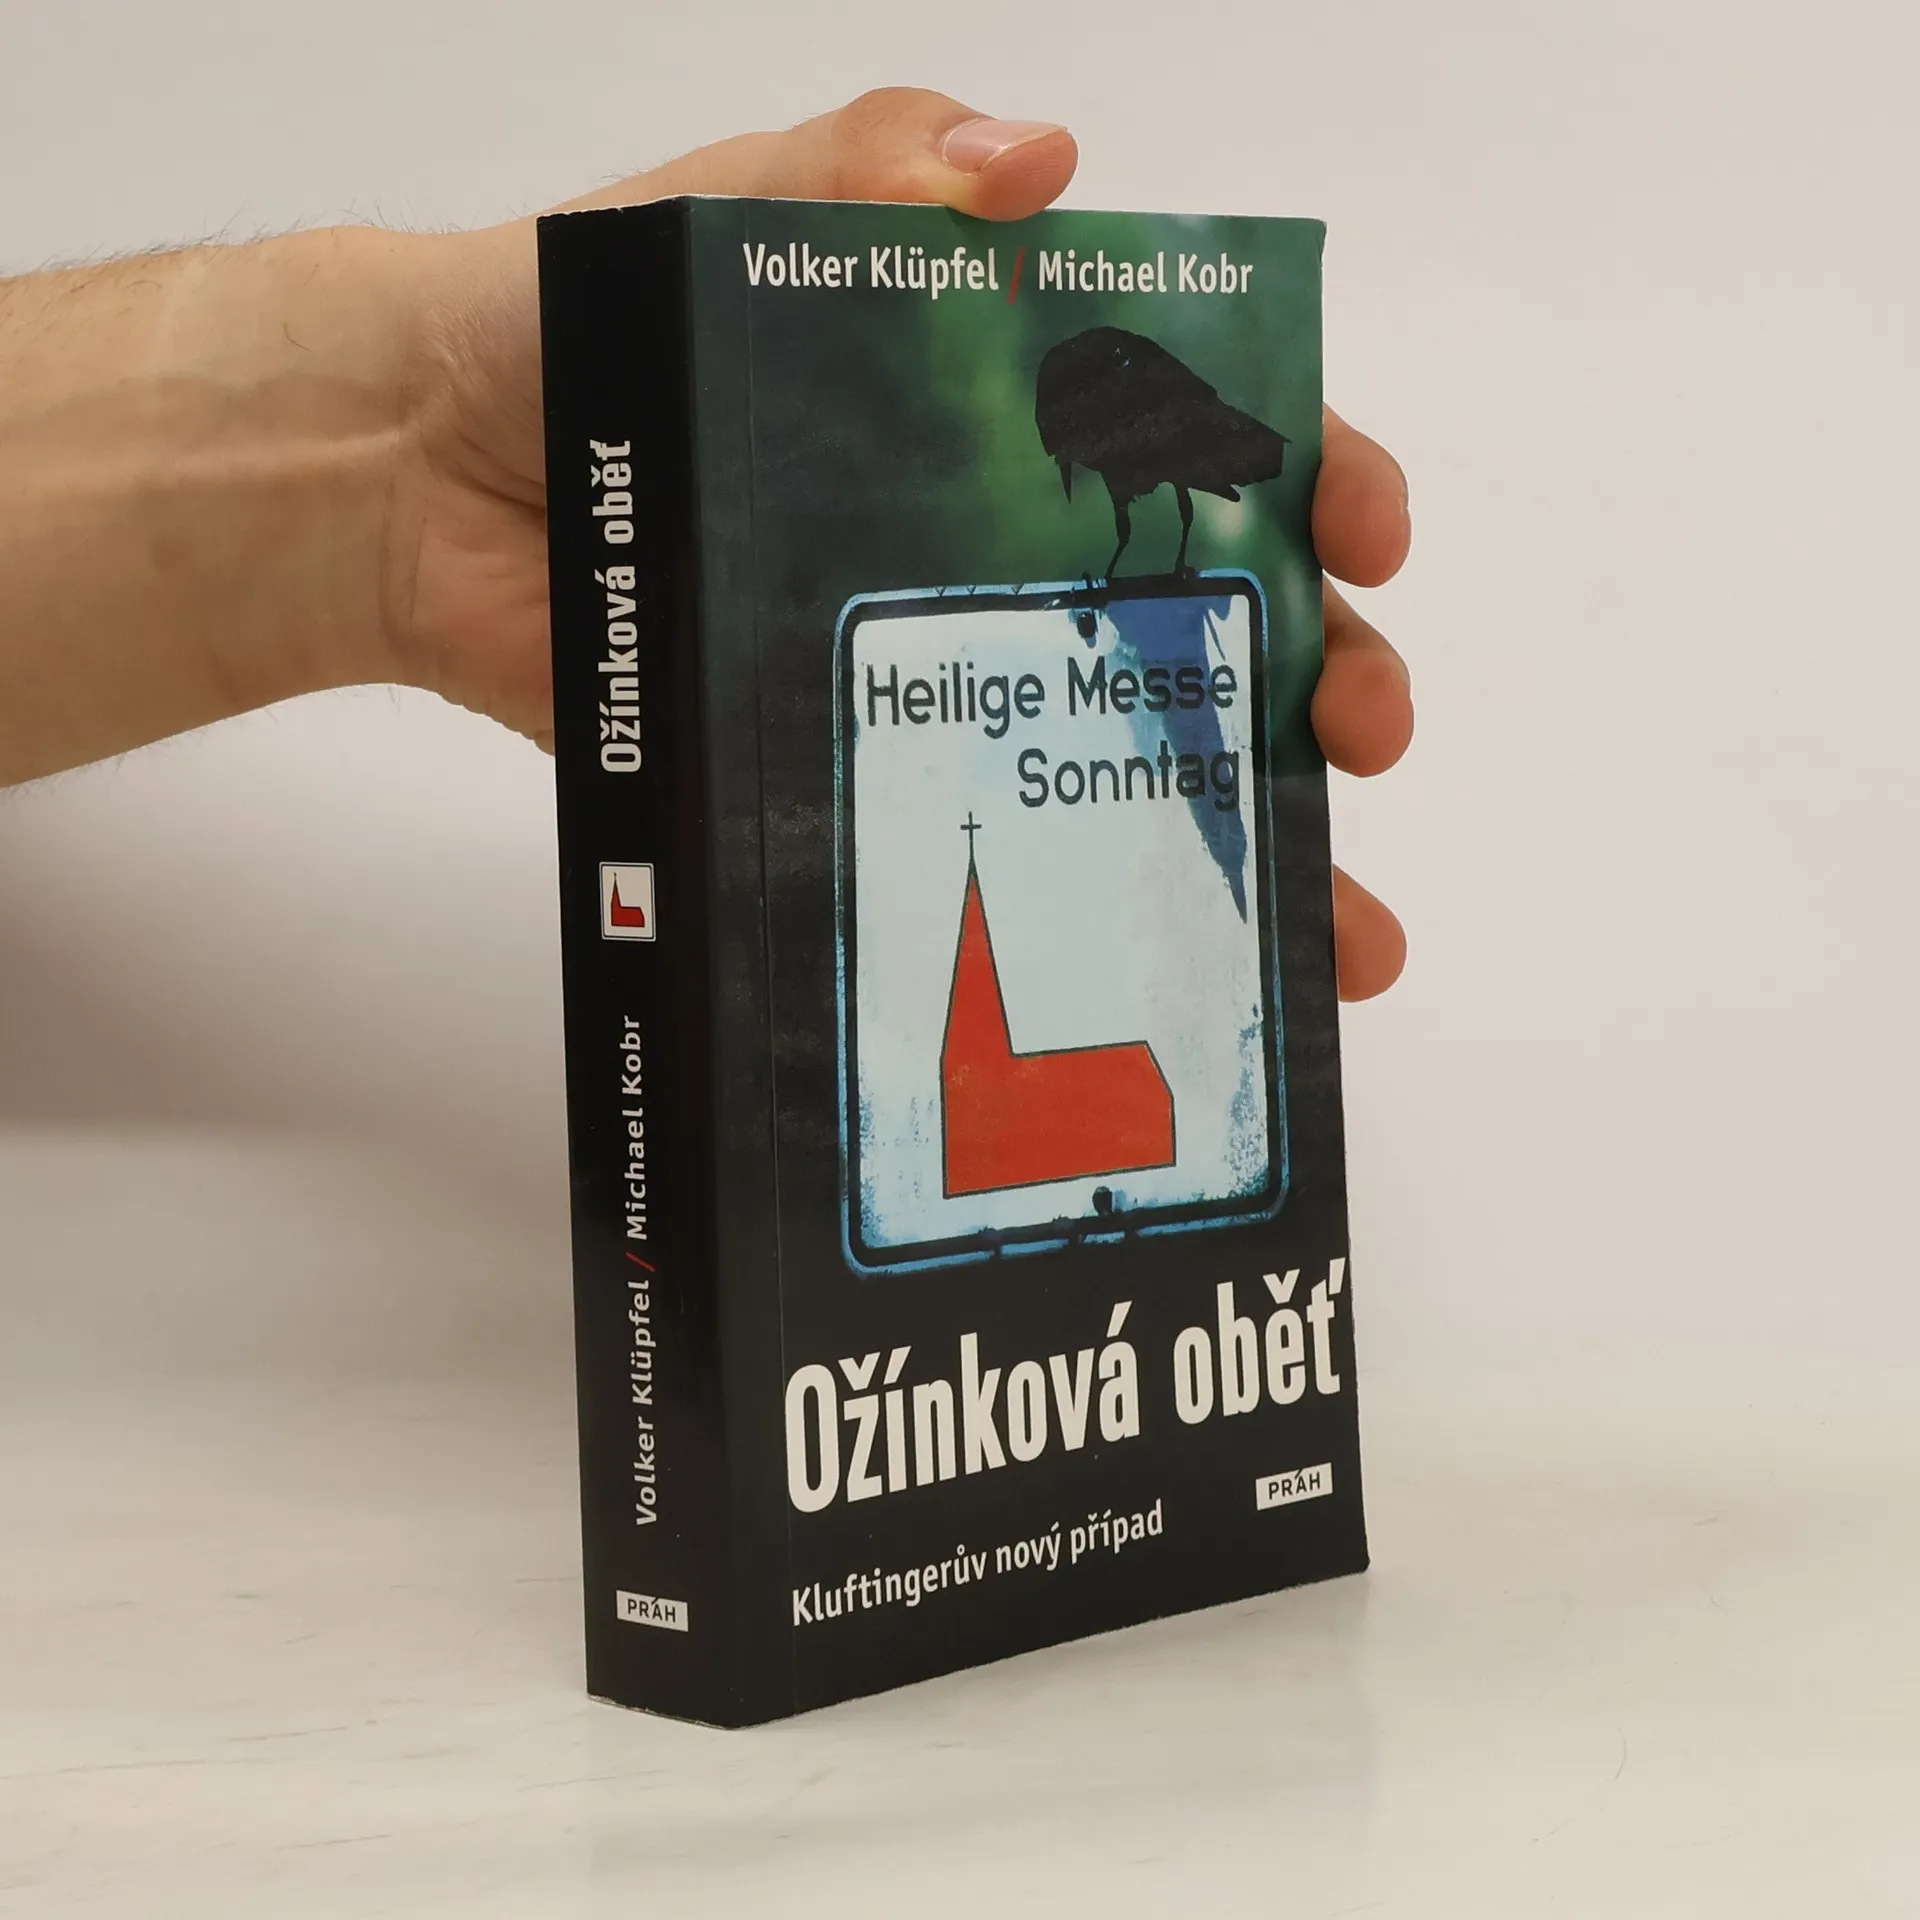 Volker Klüpfel / Michael Kobr
Heilige Messe
Sonntag
Ožínková oběť
Kluftingerův nový případ
PRÁH
Ožínková oběť
Volker Klüpfel / Michael Kobr
PRÁH